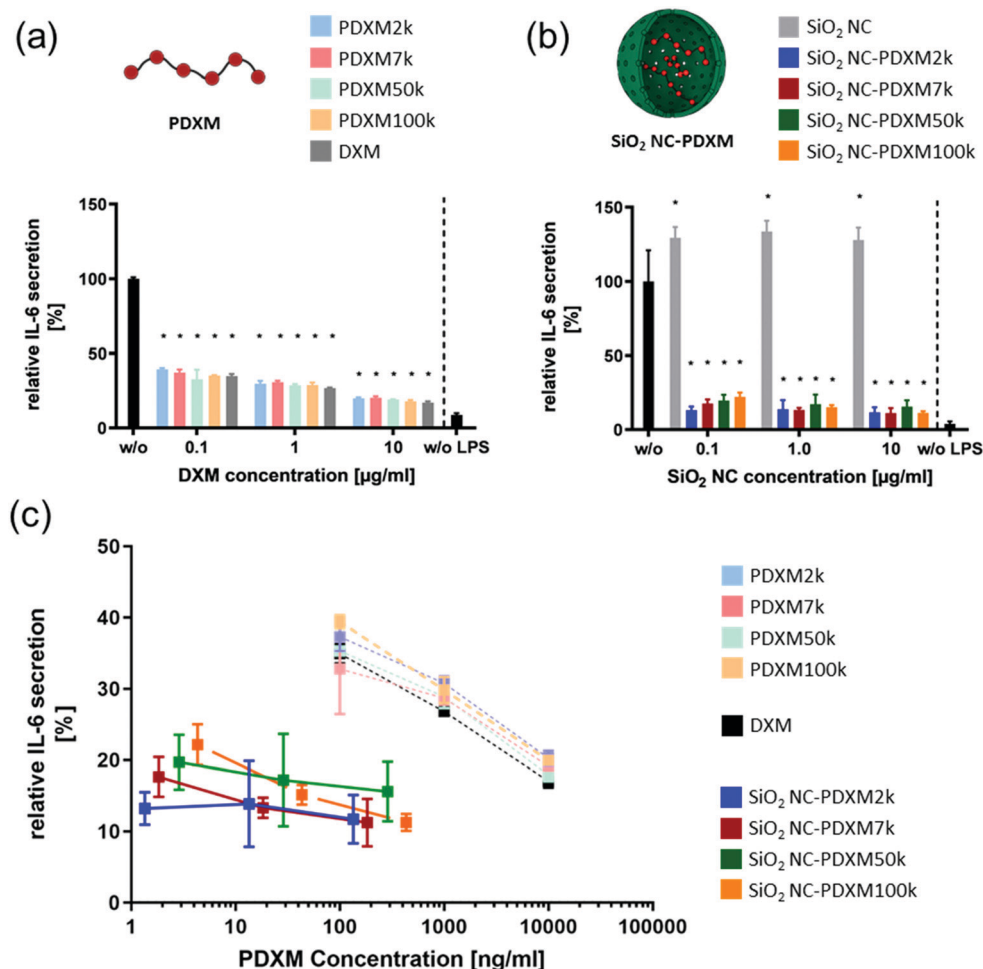 (a)
PDXM
PDXM2k
PDXM7k
PDXM50k
PDXM100k
DXM
relative IL-6 secretion
[%]
150
100
50
0
* * * * *
* * * * *
* * * * *
w/o
0.1
1
10
w/o LPS
DXM concentration [µg/ml]
(b)
SiO₂ NC-PDXM
SiO₂ NC
SiO₂ NC-PDXM2k
SiO₂ NC-PDXM7k
SiO₂ NC-PDXM50k
SiO₂ NC-PDXM100k
relative IL-6 secretion
[%]
150
100
50
0
* * *
* * * *
* * * *
* * * *
w/o
0.1
1.0
10
w/o LPS
SiO₂ NC concentration [µg/ml]
(c)
relative IL-6 secretion
[%]
50
40
30
20
10
0
1
10
100
1000
10000
100000
PDXM Concentration [ng/ml]
PDXM2k
PDXM7k
PDXM50k
PDXM100k
DXM
SiO₂ NC-PDXM2k
SiO₂ NC-PDXM7k
SiO₂ NC-PDXM50k
SiO₂ NC-PDXM100k